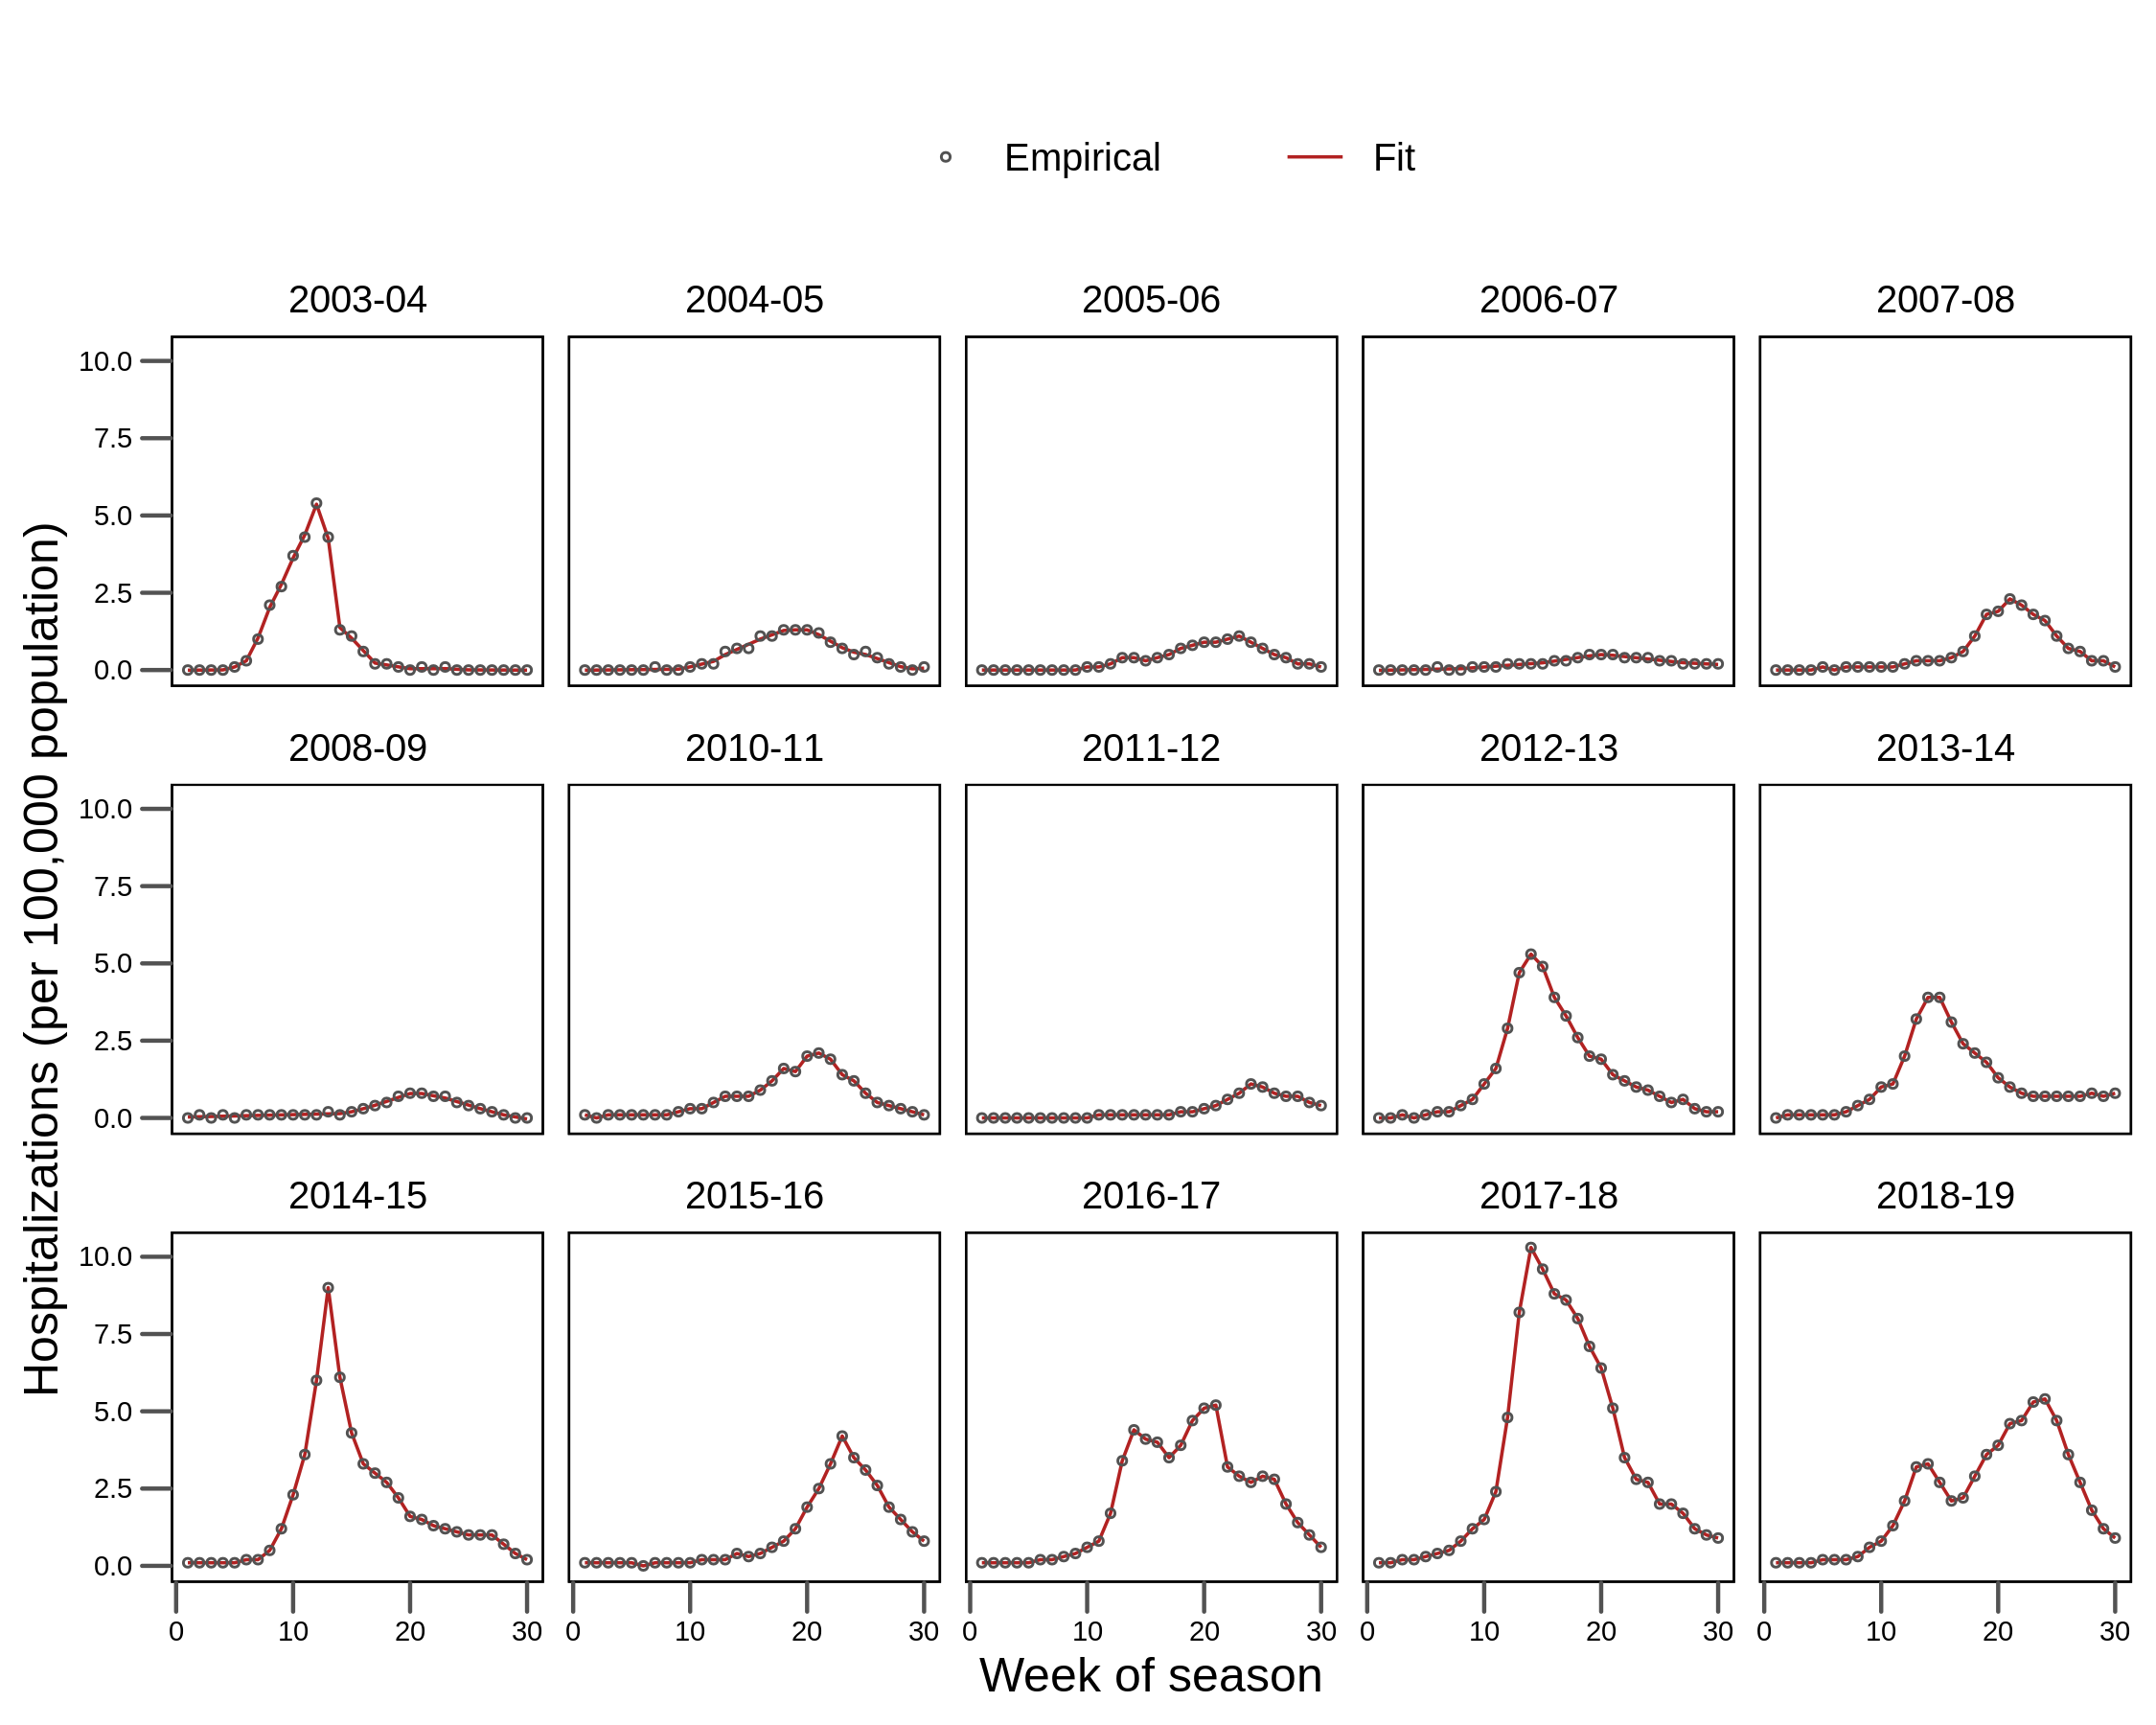 Empirical Fit
2003-04 2004-05 2005-06 2006-07 2007-08
10.0
7.5
5.0
2.5
0.0
2008-09 2010-11 2011-12 2012-13 2013-14
10.0
7.5
5.0
2.5
0.0
2014-15 2015-16 2016-17 2017-18 2018-19
10.0
7.5
5.0
2.5
0.0
0 10 20 30 0 10 20 30 0 10 20 30 0 10 20 30 0 10 20 30
Week of season
Hospitalizations (per 100,000 population)